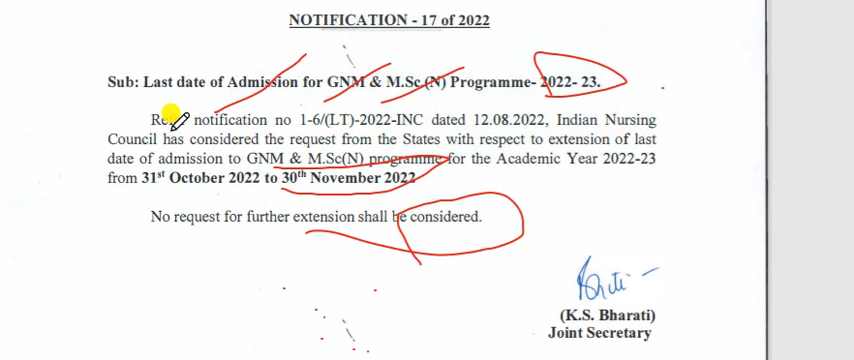 NOTIFICATION - 17 of 2022
Sub: Last date of Admission for GNM & M.Sc.(N) Programme- 2022- 23.
notification no 1-6/(LT)-2022-INC dated 12.08.2022, Indian Nursing
Council has considered the request from the States with respect to extension of last
date of admission to GNM & M.Sc(N) programme for the Academic Year 2022-23
from 31st October 2022 to 30th November 2022
No request for further extension shall be considered.
(K.S. Bharati)
Joint Secretary